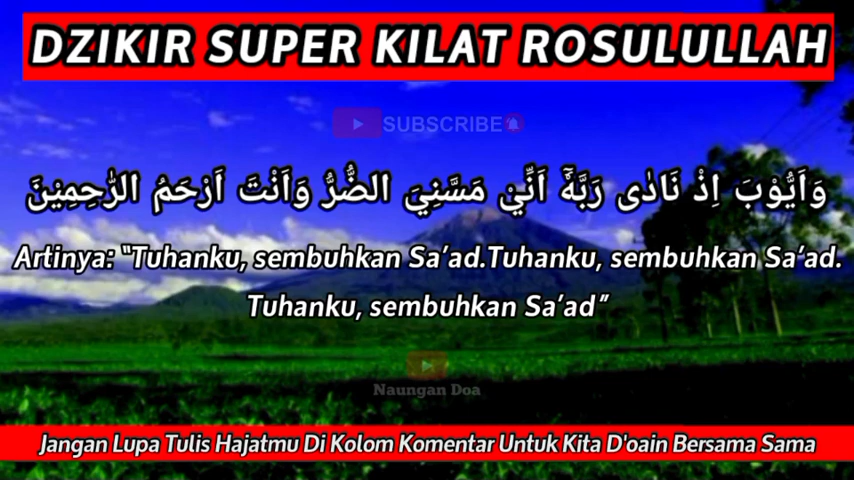 DZIKIR SUPER KILAT ROSULULLAH
SUBSCRIBE
وَاَيُّوْبَ اِذْ نَادٰى رَبَّهٗٓ اَنِّيْ مَسَّنِيَ الضُّرُّ وَاَنْتَ اَرْحَمُ الرّٰحِمِيْنَ
Artinya: “Tuhanku, sembuhkan Sa’ad.Tuhanku, sembuhkan Sa’ad.
Tuhanku, sembuhkan Sa’ad”
Naungan Doa
Jangan Lupa Tulis Hajatmu Di Kolom Komentar Untuk Kita D'oain Bersama Sama